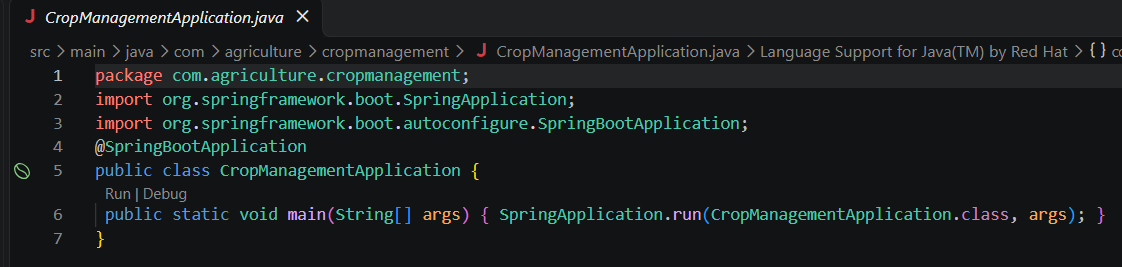 J CropManagementApplication.java ×
src > main > java > com > agriculture > cropmanagement > J CropManagementApplication.java > Language Support for Java(TM) by Red Hat > {} co
1 package com.agriculture.cropmanagement;
2 import org.springframework.boot.SpringApplication;
3 import org.springframework.boot.autoconfigure.SpringBootApplication;
4 @SpringBootApplication
5 public class CropManagementApplication {
Run | Debug
6 public static void main(String[] args) { SpringApplication.run(CropManagementApplication.class, args); }
7 }